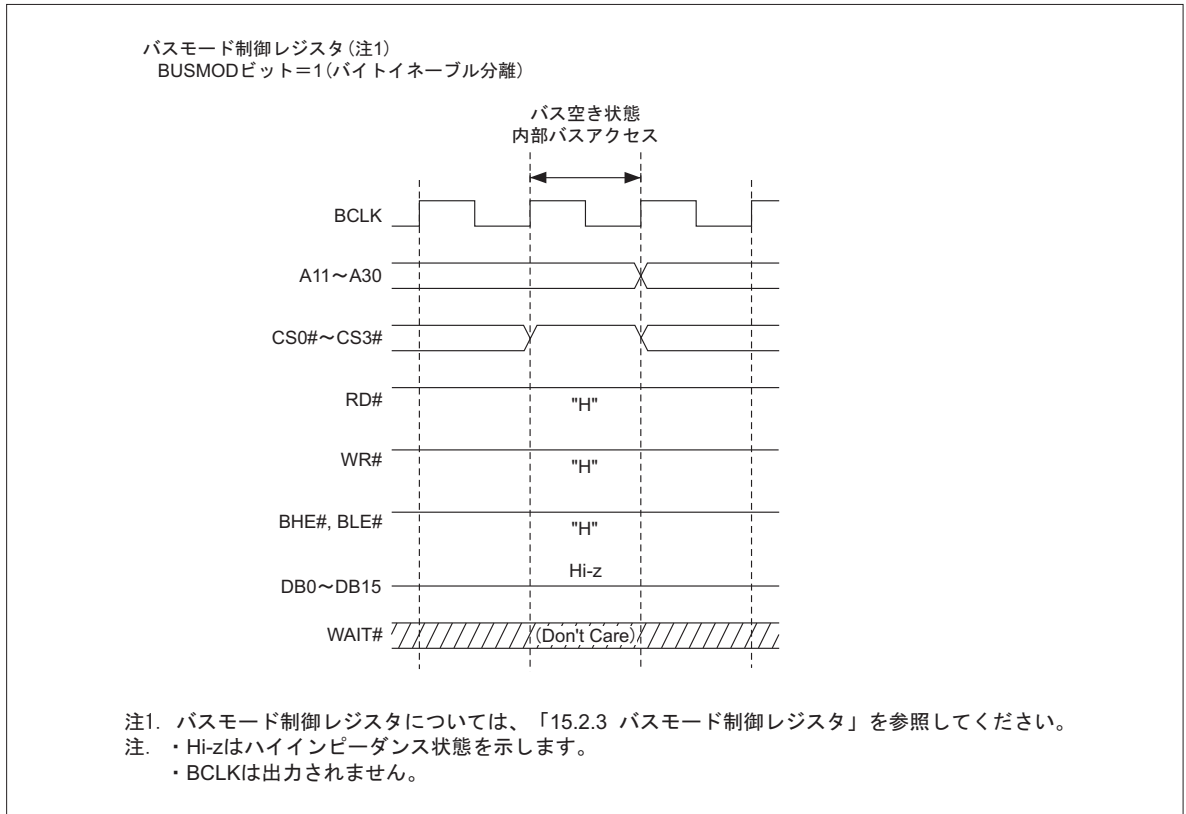 バスモード制御レジスタ(注1)
BUSMODビット＝1(バイトイネーブル分離)
バス空き状態
内部バスアクセス
BCLK
A11～A30
CS0#～CS3#
RD#
"H"
WR#
"H"
BHE#, BLE#
"H"
Hi-z
DB0～DB15
WAIT#
(Don't Care)
注1. バスモード制御レジスタについては、「15.2.3 バスモード制御レジスタ」を参照してください。
注. ・Hi-zはハイインピーダンス状態を示します。
・BCLKは出力されません。